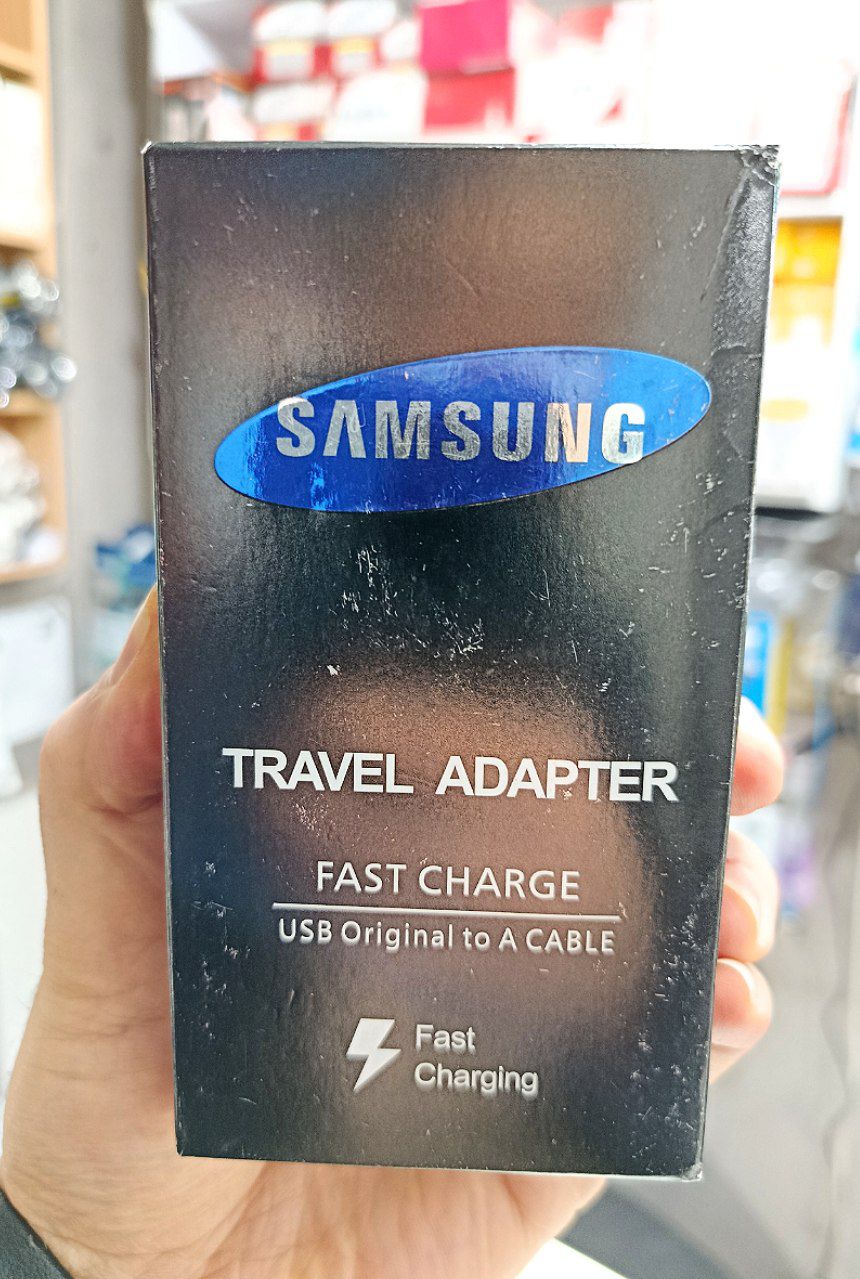 SAMSUNG
TRAVEL ADAPTER
FAST CHARGE
USB Original to A CABLE
Fast
Charging